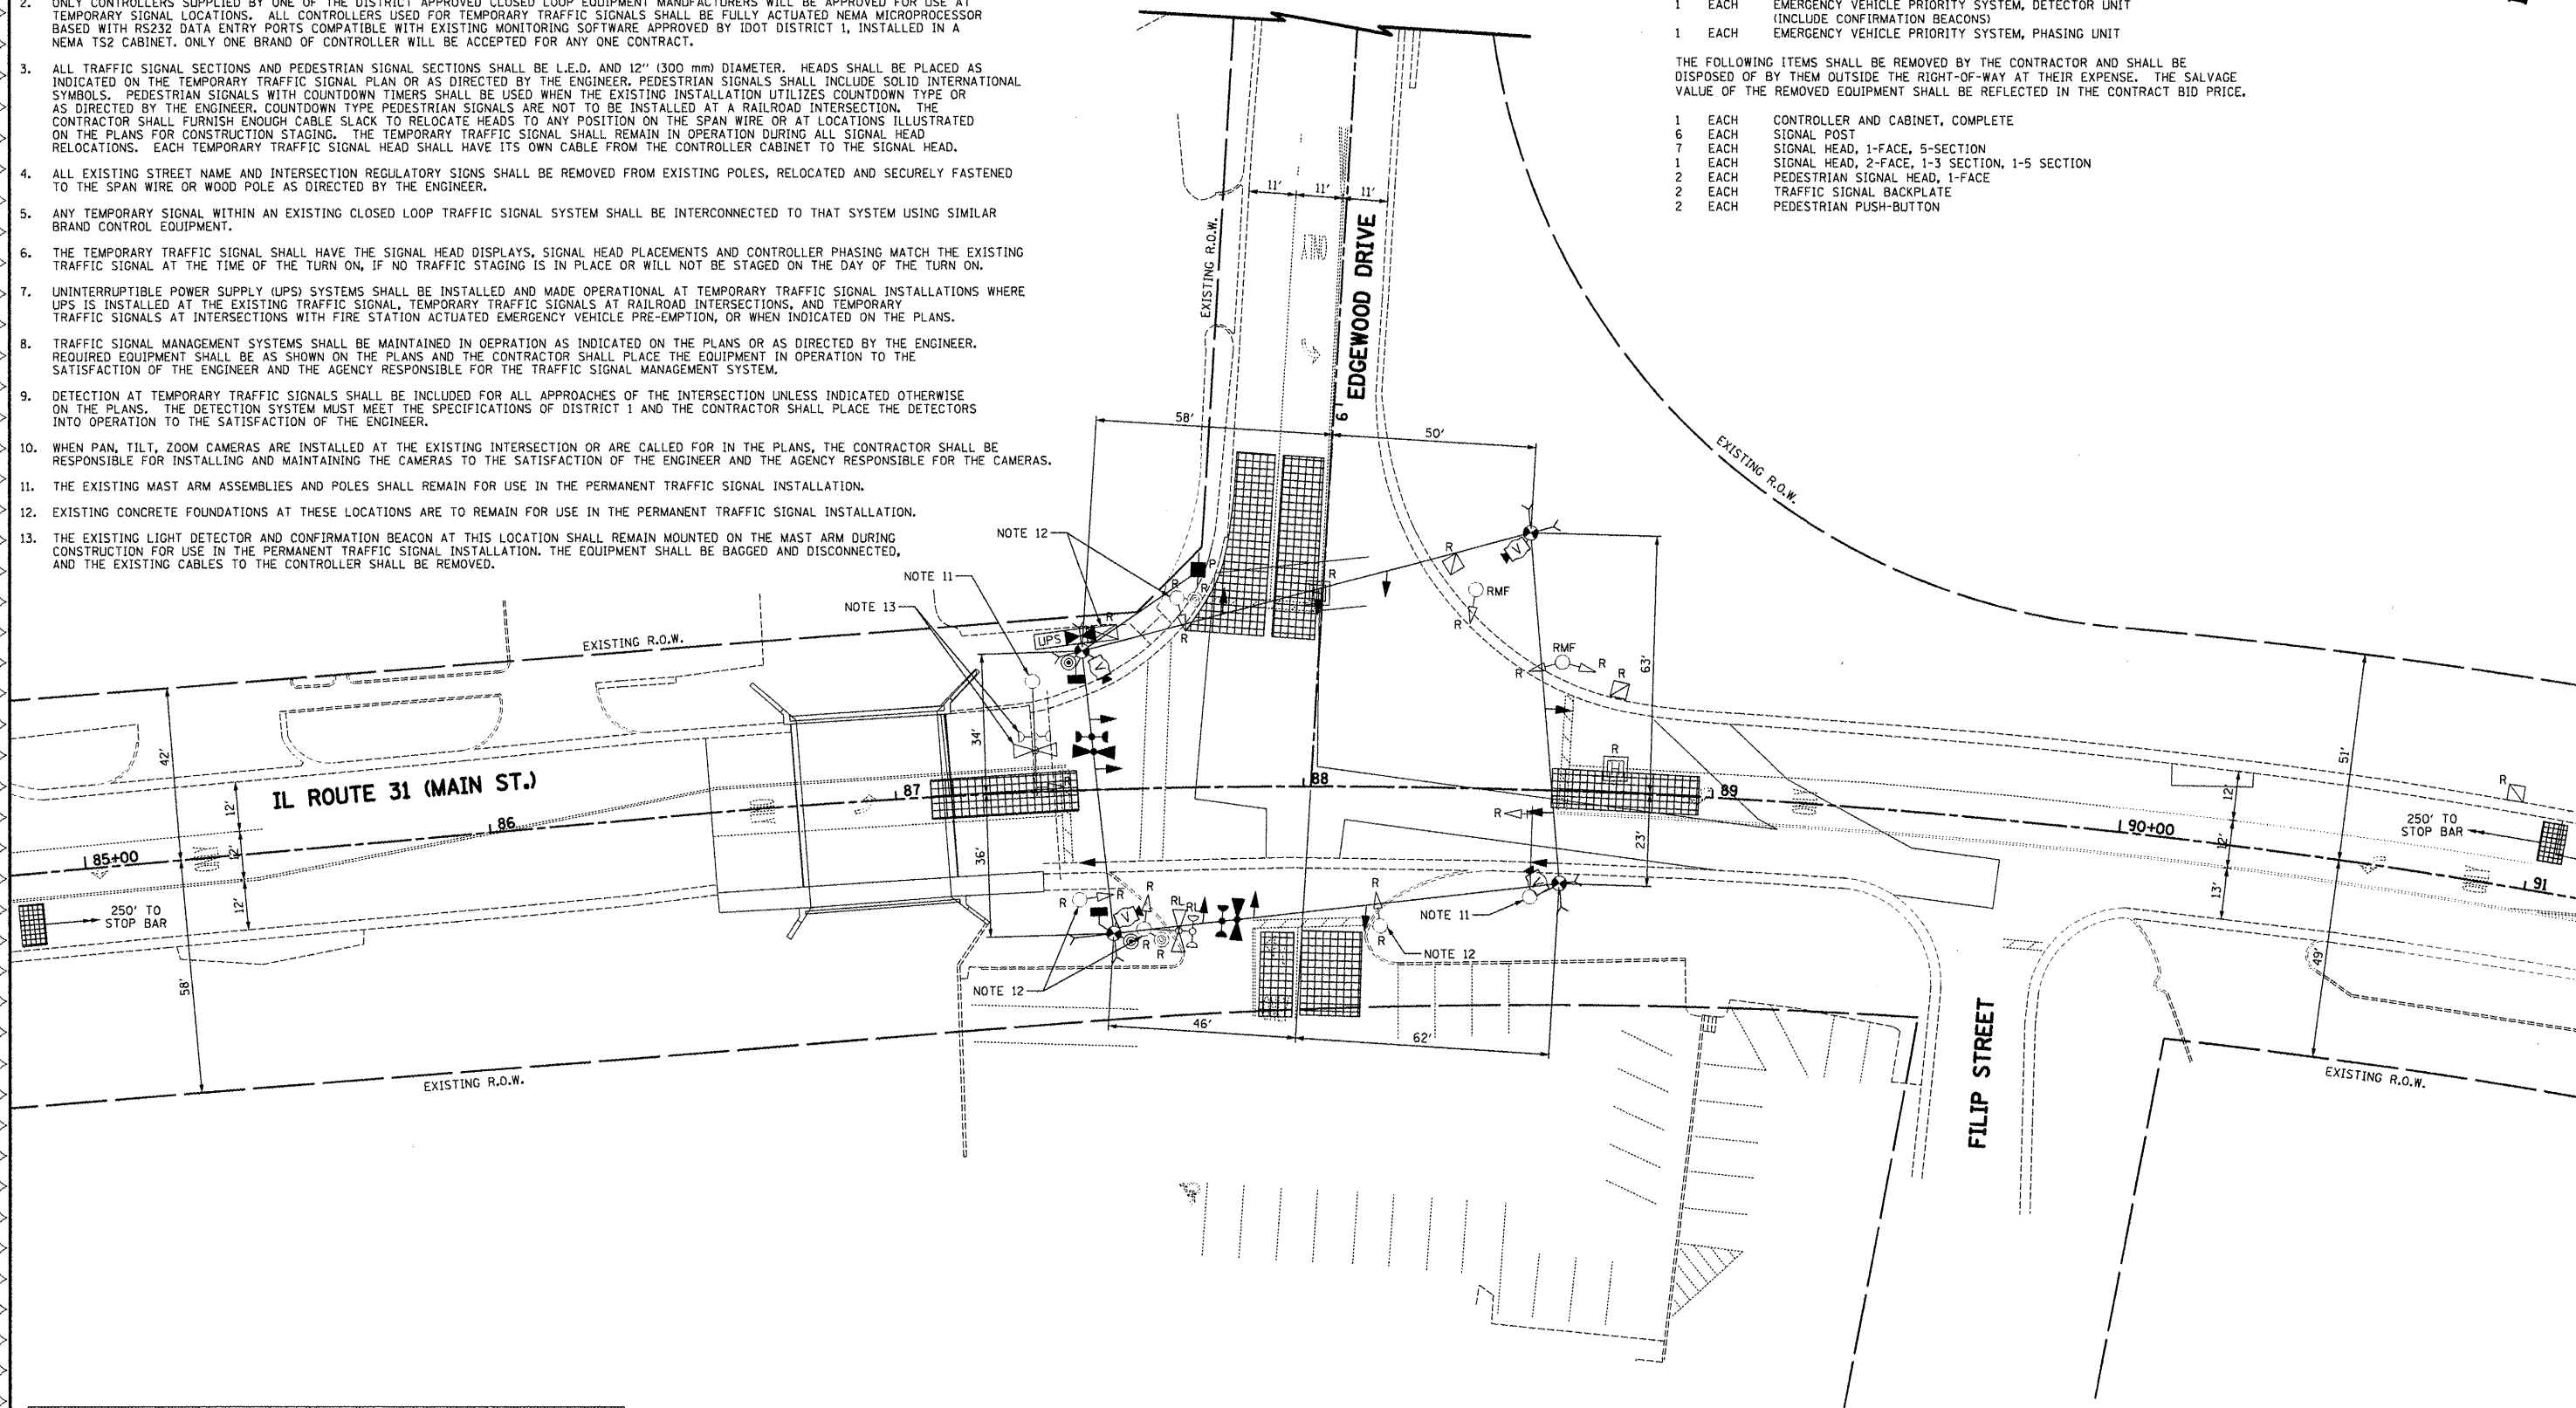 2. ONLY CONTROLLERS SUPPLIED BY ONE OF THE DISTRICT APPROVED CLOSED LOOP EQUIPMENT MANUFACTURERS WILL BE APPROVED FOR USE AT
TEMPORARY SIGNAL LOCATIONS. ALL CONTROLLERS USED FOR TEMPORARY TRAFFIC SIGNALS SHALL BE FULLY ACTUATED NEMA MICROPROCESSOR
BASED WITH RS232 DATA ENTRY PORTS COMPATIBLE WITH EXISTING MONITORING SOFTWARE APPROVED BY IDOT DISTRICT 1, INSTALLED IN A
NEMA TS2 CABINET. ONLY ONE BRAND OF CONTROLLER WILL BE ACCEPTED FOR ANY ONE CONTRACT.
3. ALL TRAFFIC SIGNAL SECTIONS AND PEDESTRIAN SIGNAL SECTIONS SHALL BE L.E.D. AND 12" (300 mm) DIAMETER. HEADS SHALL BE PLACED AS
INDICATED ON THE TEMPORARY TRAFFIC SIGNAL PLAN OR AS DIRECTED BY THE ENGINEER. PEDESTRIAN SIGNALS SHALL INCLUDE SOLID INTERNATIONAL
SYMBOLS. PEDESTRIAN SIGNALS WITH COUNTDOWN TIMERS SHALL BE USED WHEN THE EXISTING INSTALLATION UTILIZES COUNTDOWN TYPE OR
AS DIRECTED BY THE ENGINEER. COUNTDOWN TYPE PEDESTRIAN SIGNALS ARE NOT TO BE INSTALLED AT A RAILROAD INTERSECTION. THE
CONTRACTOR SHALL FURNISH ENOUGH CABLE SLACK TO RELOCATE HEADS TO ANY POSITION ON THE SPAN WIRE OR AT LOCATIONS ILLUSTRATED
ON THE PLANS FOR CONSTRUCTION STAGING. THE TEMPORARY TRAFFIC SIGNAL SHALL REMAIN IN OPERATION DURING ALL SIGNAL HEAD
RELOCATIONS. EACH TEMPORARY TRAFFIC SIGNAL HEAD SHALL HAVE ITS OWN CABLE FROM THE CONTROLLER CABINET TO THE SIGNAL HEAD.
4. ALL EXISTING STREET NAME AND INTERSECTION REGULATORY SIGNS SHALL BE REMOVED FROM EXISTING POLES, RELOCATED AND SECURELY FASTENED
TO THE SPAN WIRE OR WOOD POLE AS DIRECTED BY THE ENGINEER.
5. ANY TEMPORARY SIGNAL WITHIN AN EXISTING CLOSED LOOP TRAFFIC SIGNAL SYSTEM SHALL BE INTERCONNECTED TO THAT SYSTEM USING SIMILAR
BRAND CONTROL EQUIPMENT.
6. THE TEMPORARY TRAFFIC SIGNAL SHALL HAVE THE SIGNAL HEAD DISPLAYS, SIGNAL HEAD PLACEMENTS AND CONTROLLER PHASING MATCH THE EXISTING
TRAFFIC SIGNAL AT THE TIME OF THE TURN ON, IF NO TRAFFIC STAGING IS IN PLACE OR WILL NOT BE STAGED ON THE DAY OF THE TURN ON.
7. UNINTERRUPTIBLE POWER SUPPLY (UPS) SYSTEMS SHALL BE INSTALLED AND MADE OPERATIONAL AT TEMPORARY TRAFFIC SIGNAL INSTALLATIONS WHERE
UPS IS INSTALLED AT THE EXISTING TRAFFIC SIGNAL, TEMPORARY TRAFFIC SIGNALS AT RAILROAD INTERSECTIONS, AND TEMPORARY
TRAFFIC SIGNALS AT INTERSECTIONS WITH FIRE STATION ACTUATED EMERGENCY VEHICLE PRE-EMPTION, OR WHEN INDICATED ON THE PLANS.
8. TRAFFIC SIGNAL MANAGEMENT SYSTEMS SHALL BE MAINTAINED IN OEPRATION AS INDICATED ON THE PLANS OR AS DIRECTED BY THE ENGINEER.
REQUIRED EQUIPMENT SHALL BE AS SHOWN ON THE PLANS AND THE CONTRACTOR SHALL PLACE THE EQUIPMENT IN OPERATION TO THE
SATISFACTION OF THE ENGINEER AND THE AGENCY RESPONSIBLE FOR THE TRAFFIC SIGNAL MANAGEMENT SYSTEM.
9. DETECTION AT TEMPORARY TRAFFIC SIGNALS SHALL BE INCLUDED FOR ALL APPROACHES OF THE INTERSECTION UNLESS INDICATED OTHERWISE
ON THE PLANS. THE DETECTION SYSTEM MUST MEET THE SPECIFICATIONS OF DISTRICT 1 AND THE CONTRACTOR SHALL PLACE THE DETECTORS
INTO OPERATION TO THE SATISFACTION OF THE ENGINEER.
10. WHEN PAN, TILT, ZOOM CAMERAS ARE INSTALLED AT THE EXISTING INTERSECTION OR ARE CALLED FOR IN THE PLANS, THE CONTRACTOR SHALL BE
RESPONSIBLE FOR INSTALLING AND MAINTAINING THE CAMERAS TO THE SATISFACTION OF THE ENGINEER AND THE AGENCY RESPONSIBLE FOR THE CAMERAS.
11. THE EXISTING MAST ARM ASSEMBLIES AND POLES SHALL REMAIN FOR USE IN THE PERMANENT TRAFFIC SIGNAL INSTALLATION.
12. EXISTING CONCRETE FOUNDATIONS AT THESE LOCATIONS ARE TO REMAIN FOR USE IN THE PERMANENT TRAFFIC SIGNAL INSTALLATION.
13. THE EXISTING LIGHT DETECTOR AND CONFIRMATION BEACON AT THIS LOCATION SHALL REMAIN MOUNTED ON THE MAST ARM DURING
CONSTRUCTION FOR USE IN THE PERMANENT TRAFFIC SIGNAL INSTALLATION. THE EQUIPMENT SHALL BE BAGGED AND DISCONNECTED,
AND THE EXISTING CABLES TO THE CONTROLLER SHALL BE REMOVED.
1 EACH EMERGENCY VEHICLE PRIORITY SYSTEM, DETECTOR UNIT
(INCLUDE CONFIRMATION BEACONS)
1 EACH EMERGENCY VEHICLE PRIORITY SYSTEM, PHASING UNIT
THE FOLLOWING ITEMS SHALL BE REMOVED BY THE CONTRACTOR AND SHALL BE
DISPOSED OF BY THEM OUTSIDE THE RIGHT-OF-WAY AT THEIR EXPENSE. THE SALVAGE
VALUE OF THE REMOVED EQUIPMENT SHALL BE REFLECTED IN THE CONTRACT BID PRICE.
1 EACH CONTROLLER AND CABINET, COMPLETE
6 EACH SIGNAL POST
7 EACH SIGNAL HEAD, 1-FACE, 5-SECTION
1 EACH SIGNAL HEAD, 2-FACE, 1-3 SECTION, 1-5 SECTION
2 EACH PEDESTRIAN SIGNAL HEAD, 1-FACE
2 EACH TRAFFIC SIGNAL BACKPLATE
2 EACH PEDESTRIAN PUSH-BUTTON
11' 11' 11'
EXISTING R.O.W.
ONLY
EDGEWOOD DRIVE
6
58'
50'
EXISTING R.O.W.
NOTE 12
NOTE 11
NOTE 13
R
P
R
R
R
R
R
RMF
R
RMF
R
R
R
UPS
V
V
63'
EXISTING R.O.W.
42'
34'
51'
R
R
IL ROUTE 31 (MAIN ST.)
12'
12'
12'
85+00
86
87
88
89
90+00
91
ONLY
R
36'
23'
12'
12'
13'
250' TO
STOP BAR
250' TO
STOP BAR
R
R
R
RL
RL
V
R
R
V
R
R
NOTE 11
NOTE 12
NOTE 12
58'
46'
62'
49'
EXISTING R.O.W.
EXISTING R.O.W.
FILIP STREET